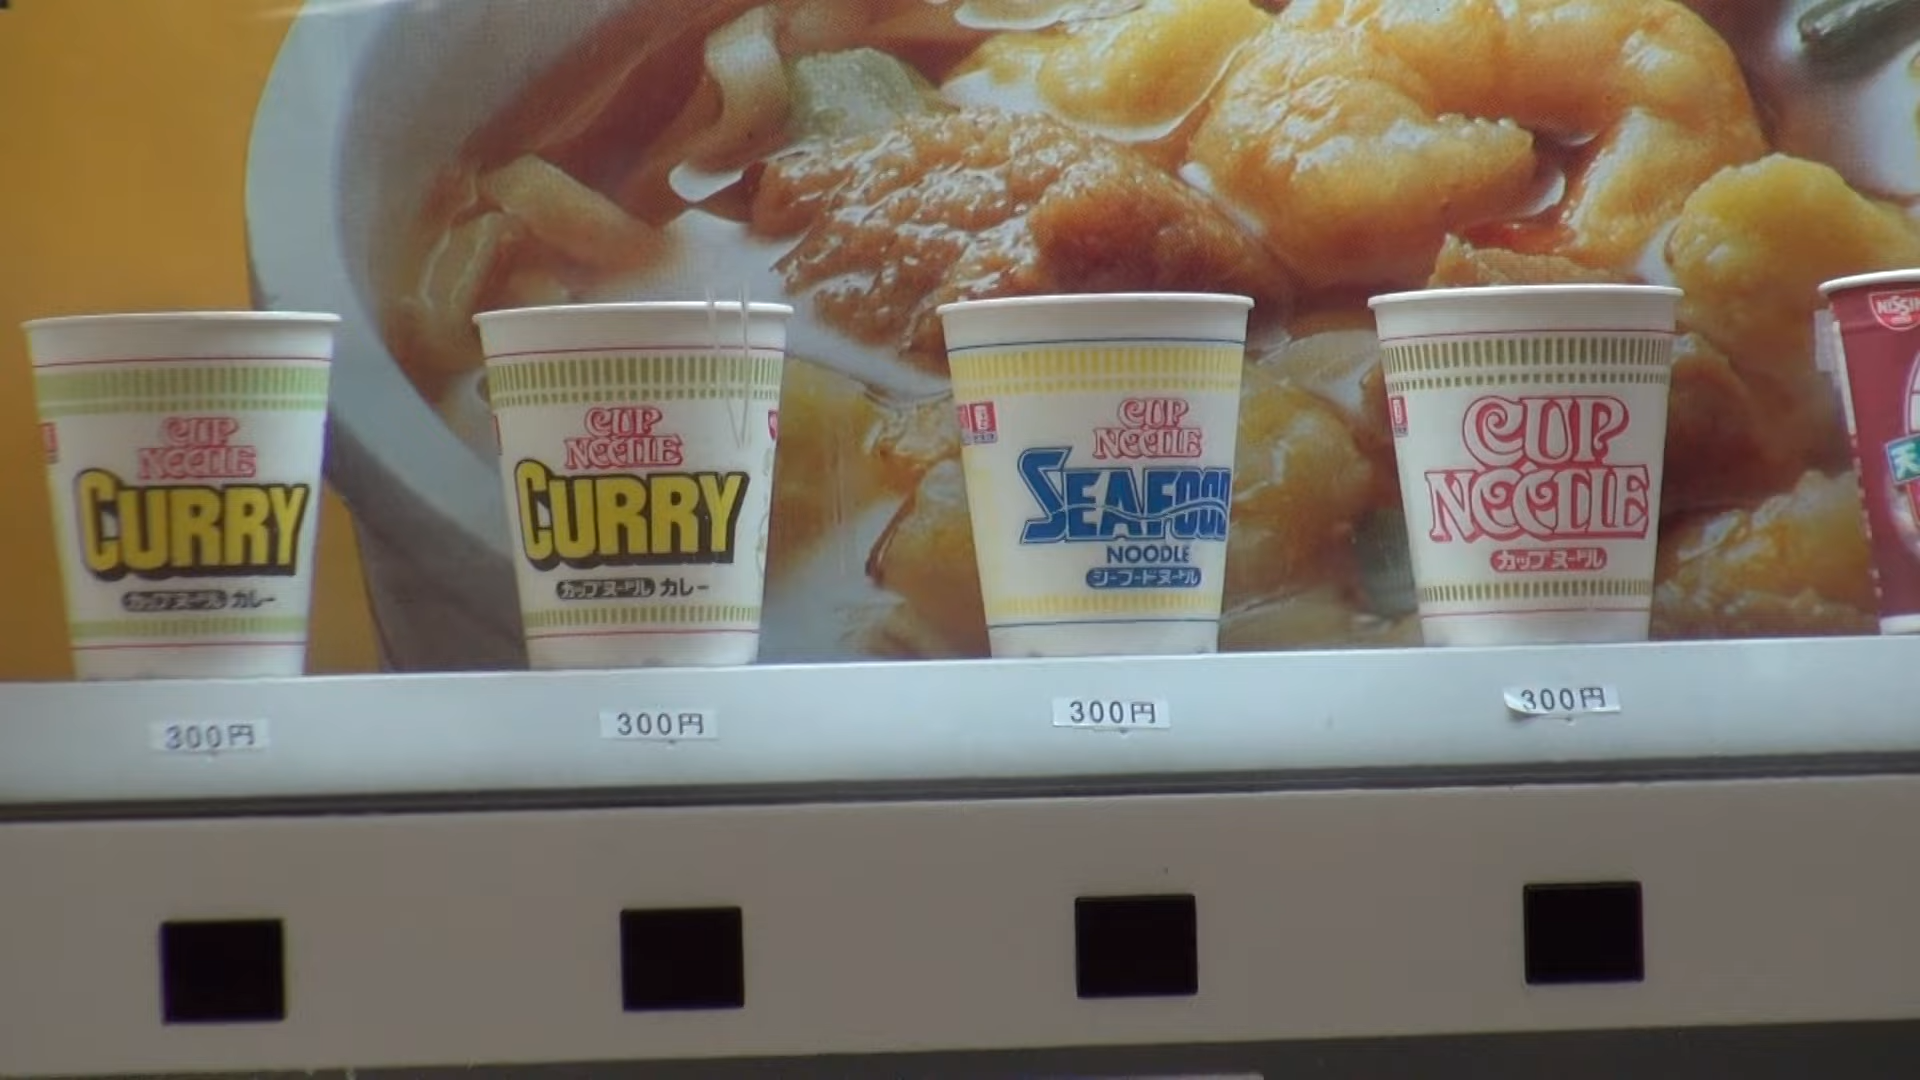 CUP
NOODLE
CURRY
カップヌードル カレー
CUP
NOODLE
CURRY
カップヌードル カレー
CUP
NOODLE
SEAFOOD
NOODLE
シーフードヌードル
CUP
NOODLE
カップヌードル
NISSIN
天
300円
300円
300円
300円